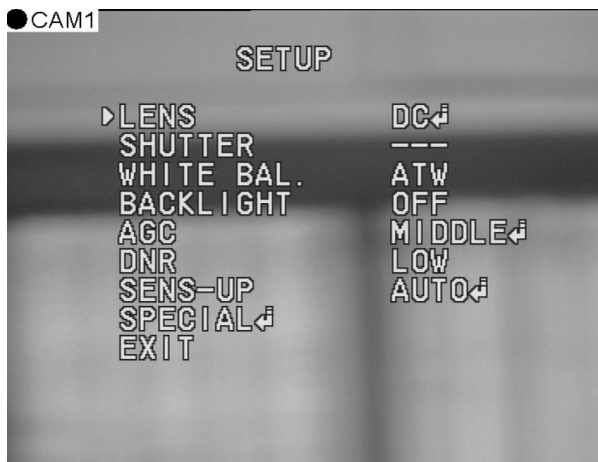 CAM1
SETUP
LENS DC↲
SHUTTER ---
WHITE BAL. ATW
BACKLIGHT OFF
AGC MIDDLE↲
DNR LOW
SENS-UP AUTO↲
SPECIAL↲
EXIT